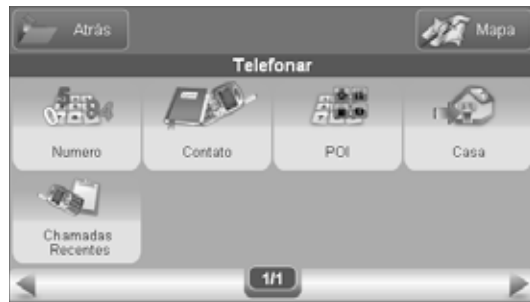 Atrás
Mapa
Telefonar
Numero
Contato
POI
Casa
Chamadas
Recentes
1/1